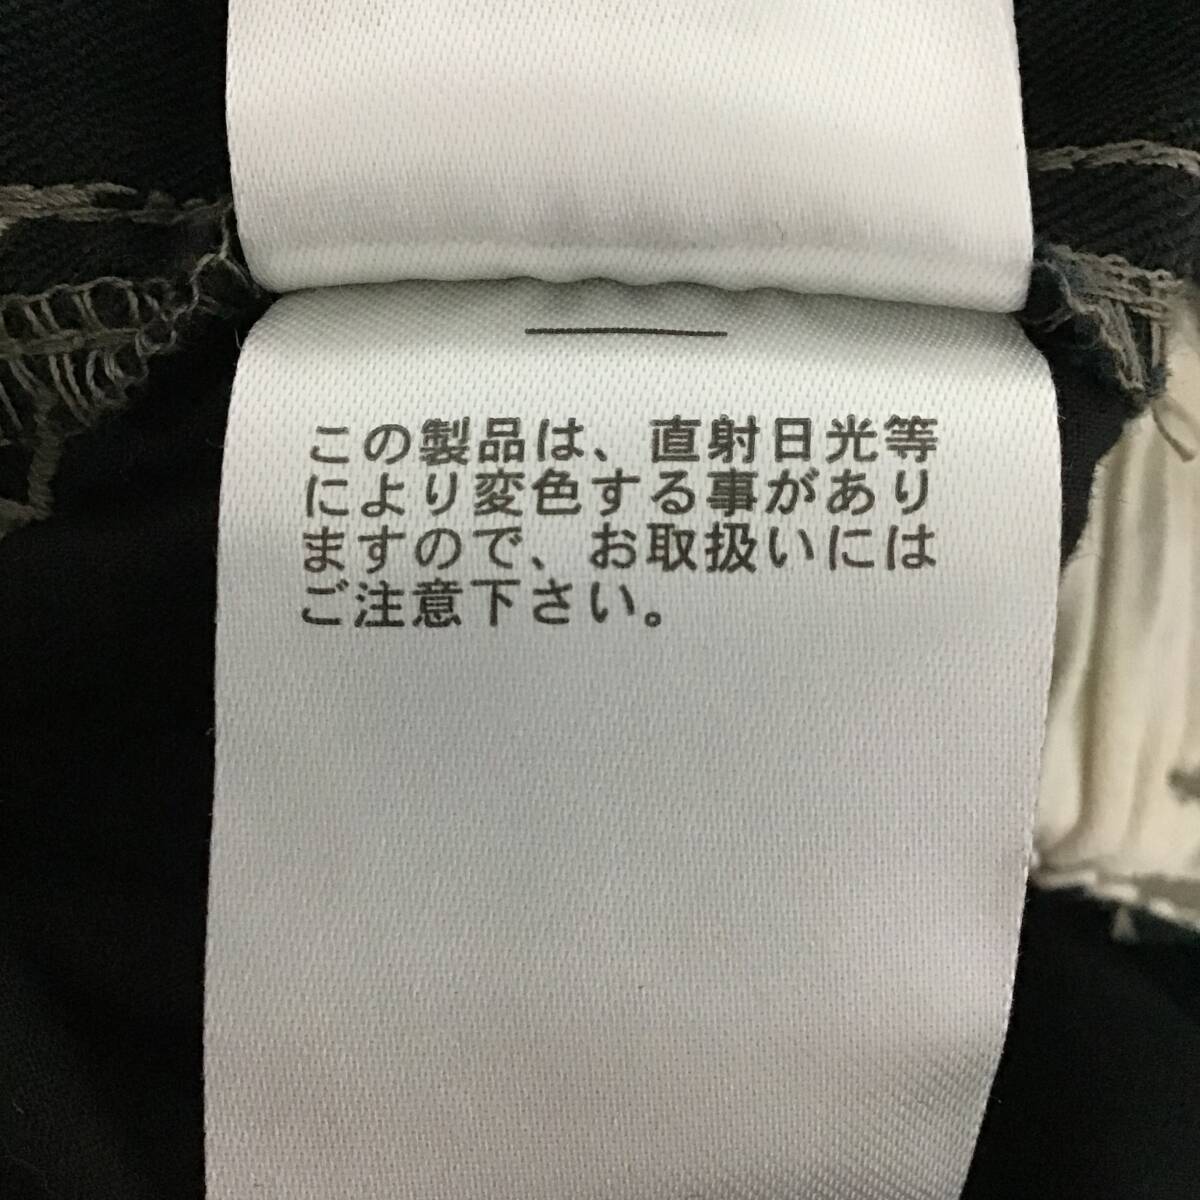 この製品は、直射日光等
により変色する事があり
ますので、お取扱いには
ご注意下さい。